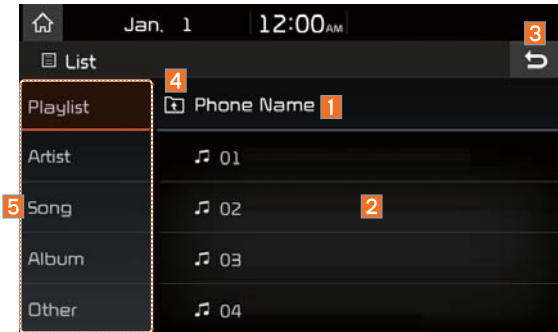 Jan. 1 12:00AM
3
List
4
Playlist
Phone Name 1
Artist
01
5 Song
02 2
Album
03
Other
04